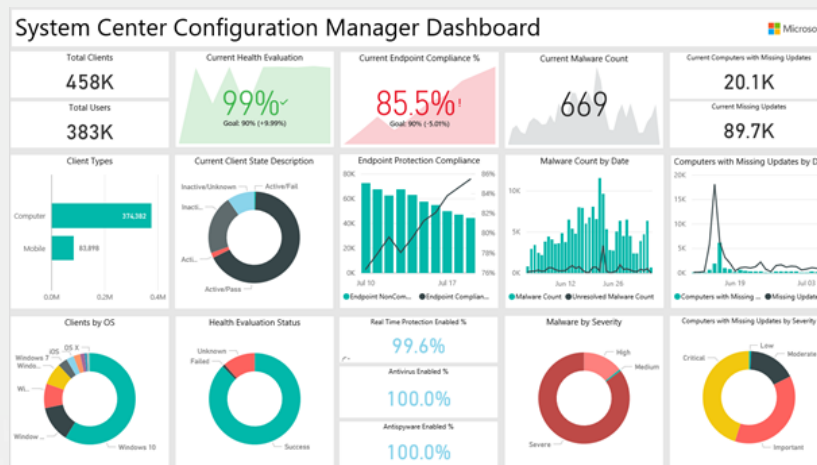 System Center Configuration Manager Dashboard
Microso
Total Clients
458K
Total Users
383K
Current Health Evaluation
99%
Goal: 90% (+9.99%)
Current Endpoint Compliance %
85.5%!
Goal: 90% (-5.01%)
Current Malware Count
669
Current Computers with Missing Updates
20.1K
Current Missing Updates
89.7K
Client Types
Computer
374,382
Mobile
83,898
0.0M
0.2M
0.4M
Current Client State Description
Inactive/Unknown
Active/Fail
Inacti...
Acti...
Active/Pass
Endpoint Protection Compliance
80K
60K
40K
20K
0K
86%
84%
82%
80%
78%
76%
Jul 10
Jul 17
Endpoint NonCom...
Endpoint Complian...
Malware Count by Date
10K
5K
0K
Jun 12
Jun 28
Malware Count
Unresolved Malware Count
Computers with Missing Updates by D
20K
15K
10K
5K
0K
Jun 19
Jul 03
Computers with Missing ...
Missing Update
Clients by OS
iOS
OS X
Windows 7
Windo...
Wi...
Window ...
Windows 10
Health Evaluation Status
Unknown
Failed
Success
Real Time Protection Enabled %
99.6%
Antivirus Enabled %
100.0%
Antispyware Enabled %
100.0%
Malware by Severity
High
Medium
Severe
Computers with Missing Updates by Severity
Low
Critical
Moderate
Important